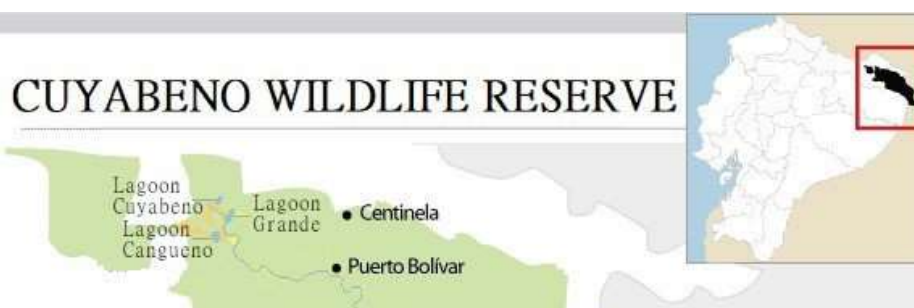 CUYABENO WILDLIFE RESERVE
Lagoon
Cuyabeno
Lagoon
Grande
Centinela
Lagoon
Cangueno
Puerto Bolívar